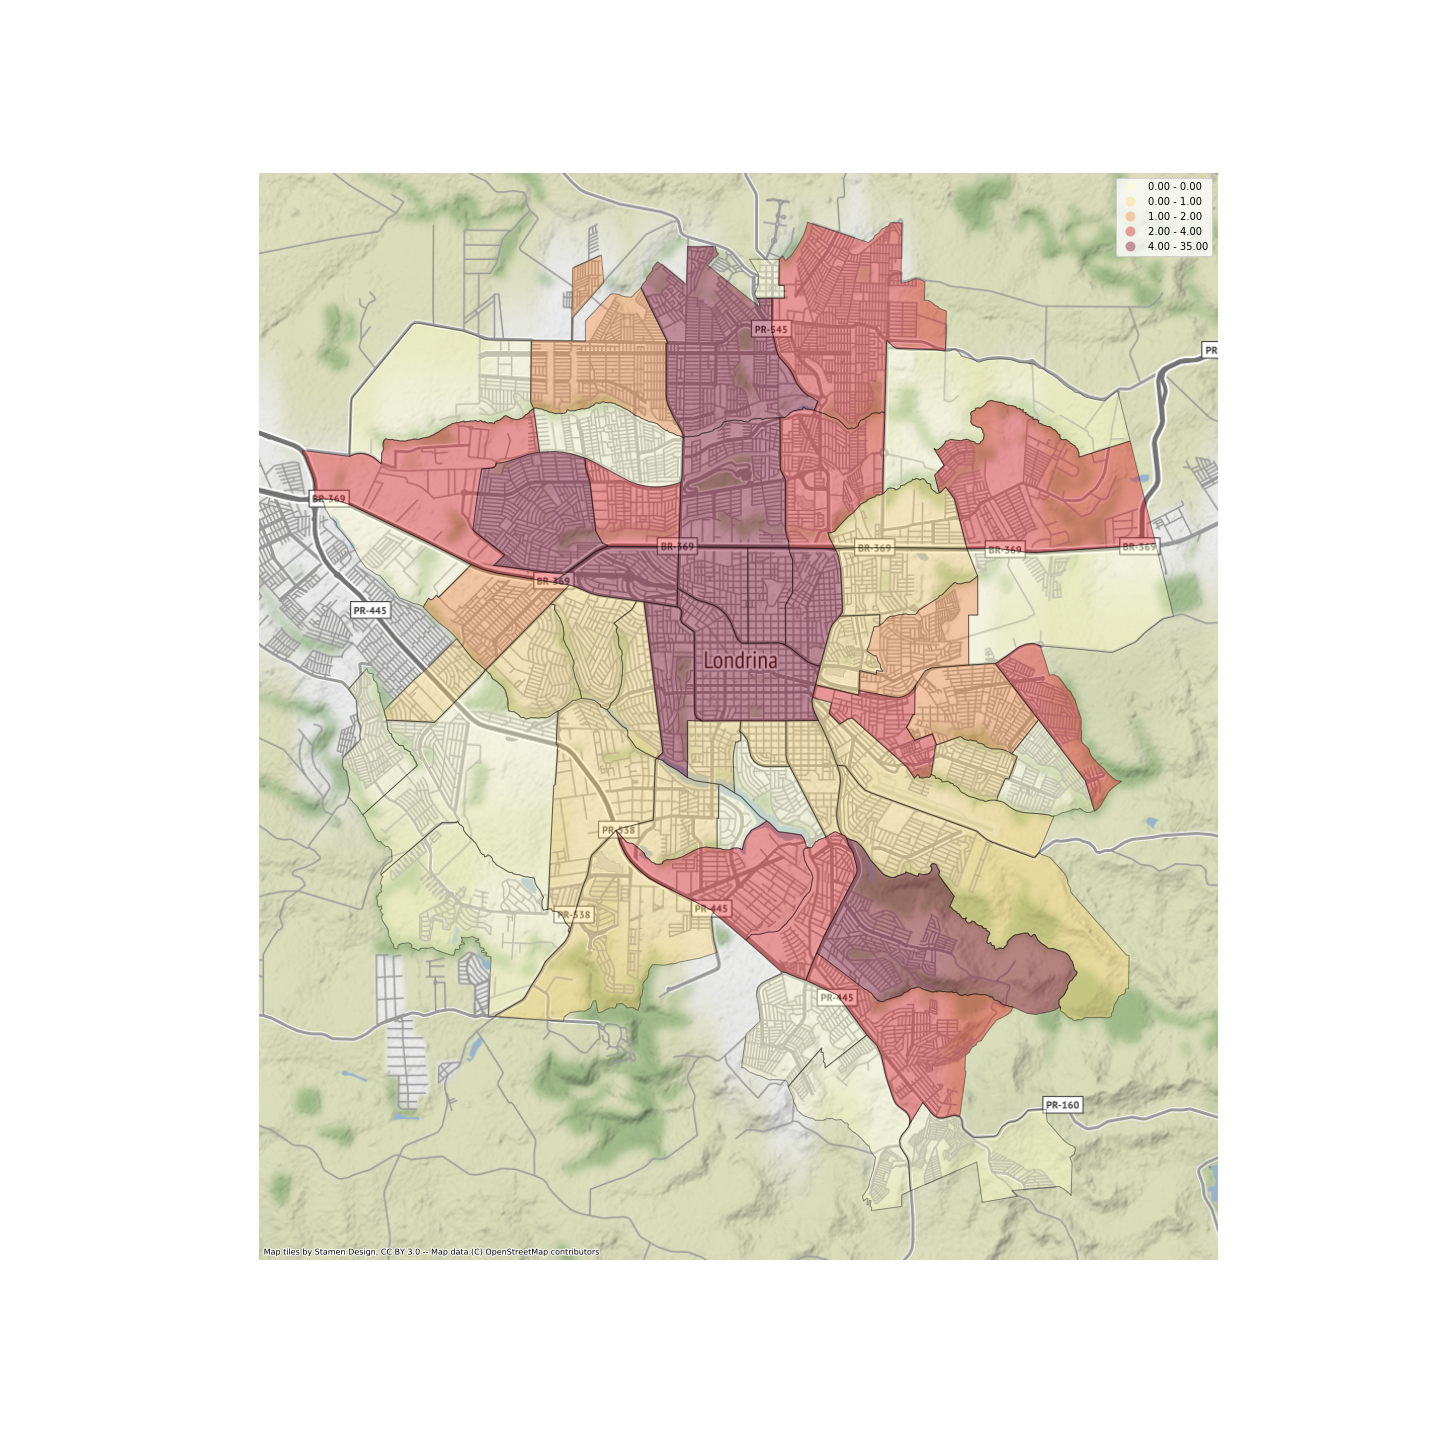 0.00 - 0.00
0.00 - 1.00
1.00 - 2.00
2.00 - 4.00
4.00 - 35.00
PR-545
PR
BR-369
BR-369
BR-369
BR-369
BR-369
BR-369
PR-445
Londrina
PR-538
PR-445
PR-538
PR-445
PR-160
Map tiles by Stamen Design, CC BY 3.0 -- Map data (C) OpenStreetMap contributors